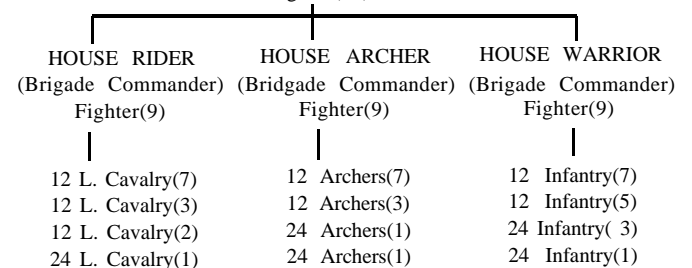 HOUSE RIDER
(Brigade Commander)
Fighter(9)
12 L. Cavalry(7)
12 L. Cavalry(3)
12 L. Cavalry(2)
24 L. Cavalry(1)
HOUSE ARCHER
(Bridgade Commander)
Fighter(9)
12 Archers(7)
12 Archers(3)
24 Archers(1)
24 Archers(1)
HOUSE WARRIOR
(Brigade Commander)
Fighter(9)
12 Infantry(7)
12 Infantry(5)
24 Infantry( 3)
24 Infantry(1)